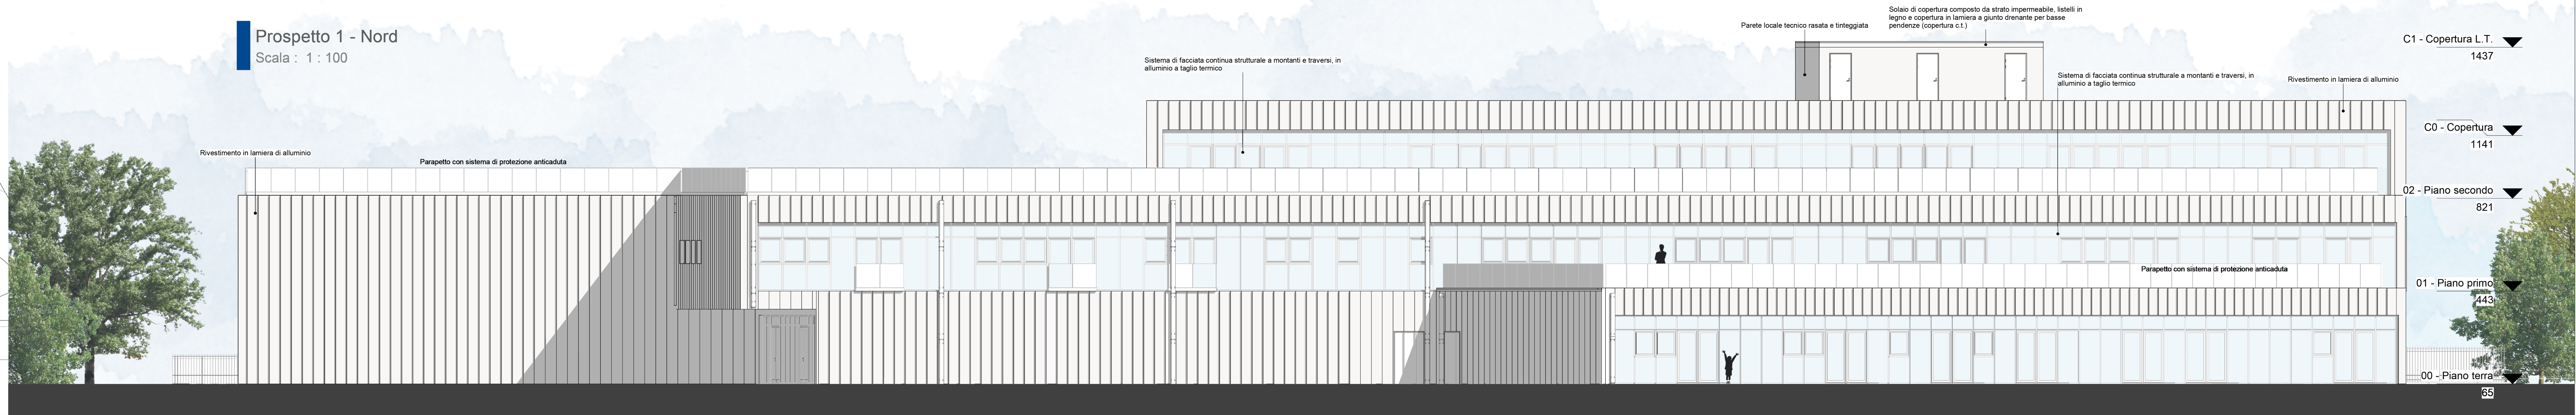 Prospetto 1 - Nord
Scala : 1 : 100
Solaio di copertura composto da strato impermeabile, listelli in
legno e copertura in lamiera a giunto drenante per basse
pendenze (copertura c.t.)
Parete locale tecnico rasata e tinteggiata
C1 - Copertura L.T.
1437
Sistema di facciata continua strutturale a montanti e traversi, in
alluminio a taglio termico
Sistema di facciata continua strutturale a montanti e traversi, in
alluminio a taglio termico
Rivestimento in lamiera di alluminio
C0 - Copertura
1141
Rivestimento in lamiera di alluminio
Parapetto con sistema di protezione anticaduta
02 - Piano secondo
821
Parapetto con sistema di protezione anticaduta
01 - Piano primo
443
00 - Piano terra
65